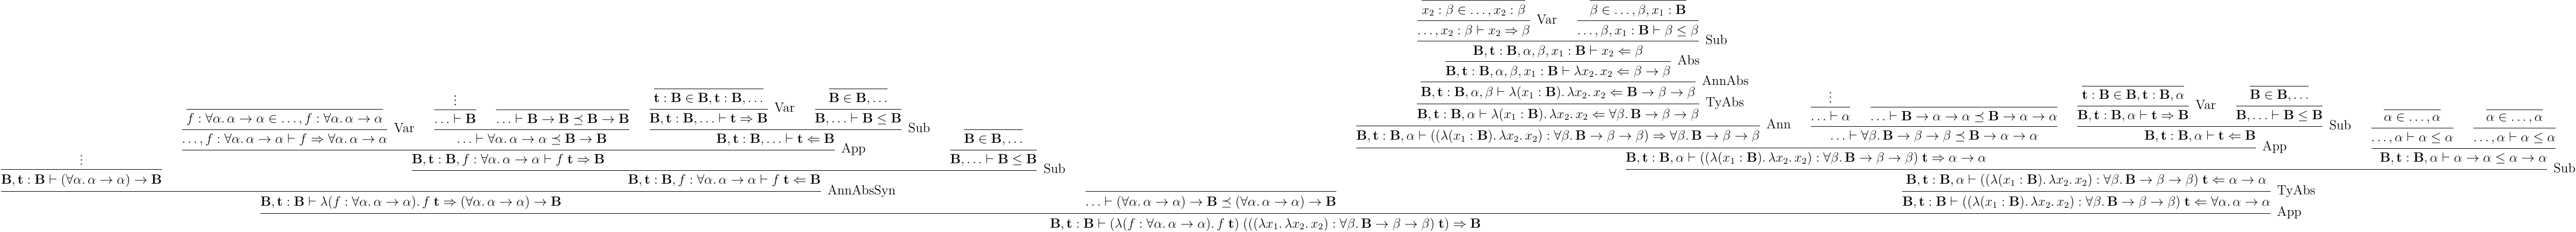 x₂ : β ∈ …, x₂ : β
β ∈ …, β, x₁ : B
Var
…, x₂ : β ⊢ x₂ ⇒ β
…, β, x₁ : B ⊢ β ≤ β
Sub
B, t : B, α, β, x₁ : B ⊢ x₂ ⇐ β
Abs
B, t : B, α, β, x₁ : B ⊢ λx₂. x₂ ⇐ β → β
AnnAbs
⋮
t : B ∈ B, t : B, …
B ∈ B, …
B, t : B, α, β ⊢ λ(x₁ : B). λx₂. x₂ ⇐ B → β → β
TyAbs
⋮
t : B ∈ B, t : B, α
B ∈ B, …
f : ∀α. α → α ∈ …, f : ∀α. α → α
Var
… ⊢ B
… ⊢ B → B ⪯ B → B
B, t : B, … ⊢ t ⇒ B
Var
B, … ⊢ B ≤ B
Sub
B, t : B, α ⊢ λ(x₁ : B). λx₂. x₂ ⇐ ∀β. B → β → β
Ann
… ⊢ α
… ⊢ B → α → α ⪯ B → α → α
B, t : B, α ⊢ t ⇒ B
Var
B, … ⊢ B ≤ B
Sub
α ∈ …, α
α ∈ …, α
…, f : ∀α. α → α ⊢ f ⇒ ∀α. α → α
… ⊢ ∀α. α → α ⪯ B → B
B, t : B, … ⊢ t ⇐ B
App
B ∈ B, …
B, t : B, α ⊢ ((λ(x₁ : B). λx₂. x₂) : ∀β. B → β → β) ⇒ ∀β. B → β → β
… ⊢ ∀β. B → β → β ⪯ B → α → α
B, t : B, α ⊢ t ⇐ B
App
…, α ⊢ α ≤ α
…, α ⊢ α ≤ α
⋮
B, t : B, f : ∀α. α → α ⊢ f t ⇒ B
B, … ⊢ B ≤ B
Sub
B, t : B, α ⊢ ((λ(x₁ : B). λx₂. x₂) : ∀β. B → β → β) t ⇒ α → α
B, t : B, α ⊢ α → α ≤ α → α
Sub
B, t : B ⊢ (∀α. α → α) → B
B, t : B, f : ∀α. α → α ⊢ f t ⇐ B
AnnAbsSyn
B, t : B, α ⊢ ((λ(x₁ : B). λx₂. x₂) : ∀β. B → β → β) t ⇐ α → α
TyAbs
B, t : B ⊢ λ(f : ∀α. α → α). f t ⇒ (∀α. α → α) → B
… ⊢ (∀α. α → α) → B ⪯ (∀α. α → α) → B
B, t : B ⊢ ((λ(x₁ : B). λx₂. x₂) : ∀β. B → β → β) t ⇐ ∀α. α → α
App
B, t : B ⊢ (λ(f : ∀α. α → α). f t) (((λx₁. λx₂. x₂) : ∀β. B → β → β) t) ⇒ B